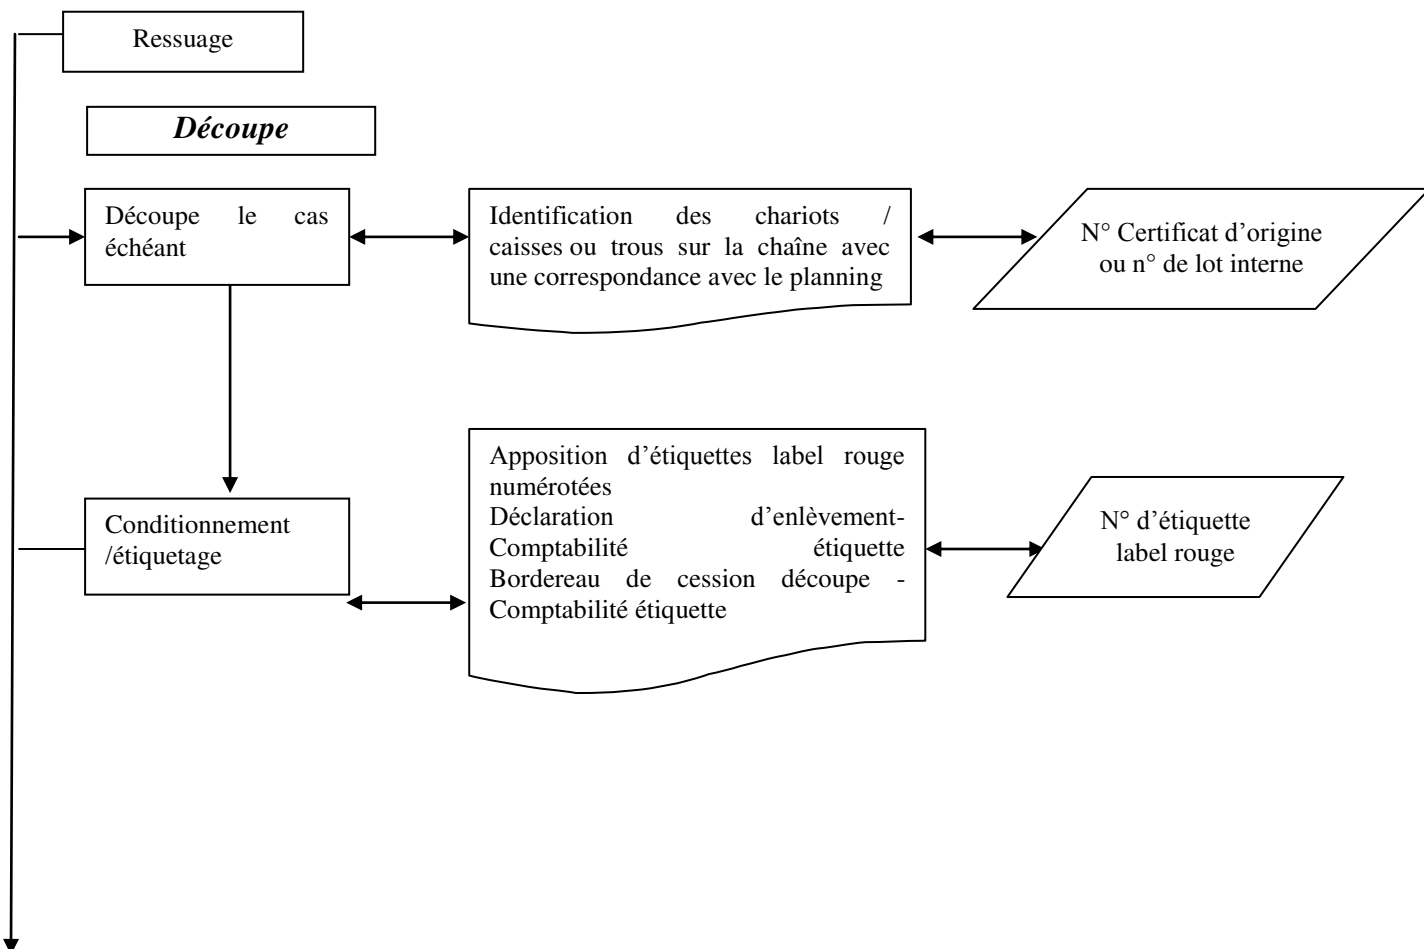 Ressuage
Découpe
Découpe le cas
échéant
Identification des chariots /
caisses ou trous sur la chaîne avec
une correspondance avec le planning
N° Certificat d'origine
ou n° de lot interne
Conditionnement
/étiquetage
Apposition d'étiquettes label rouge
numérotées
Déclaration d'enlèvement-
Comptabilité étiquette
Bordereau de cession découpe -
Comptabilité étiquette
N° d'étiquette
label rouge